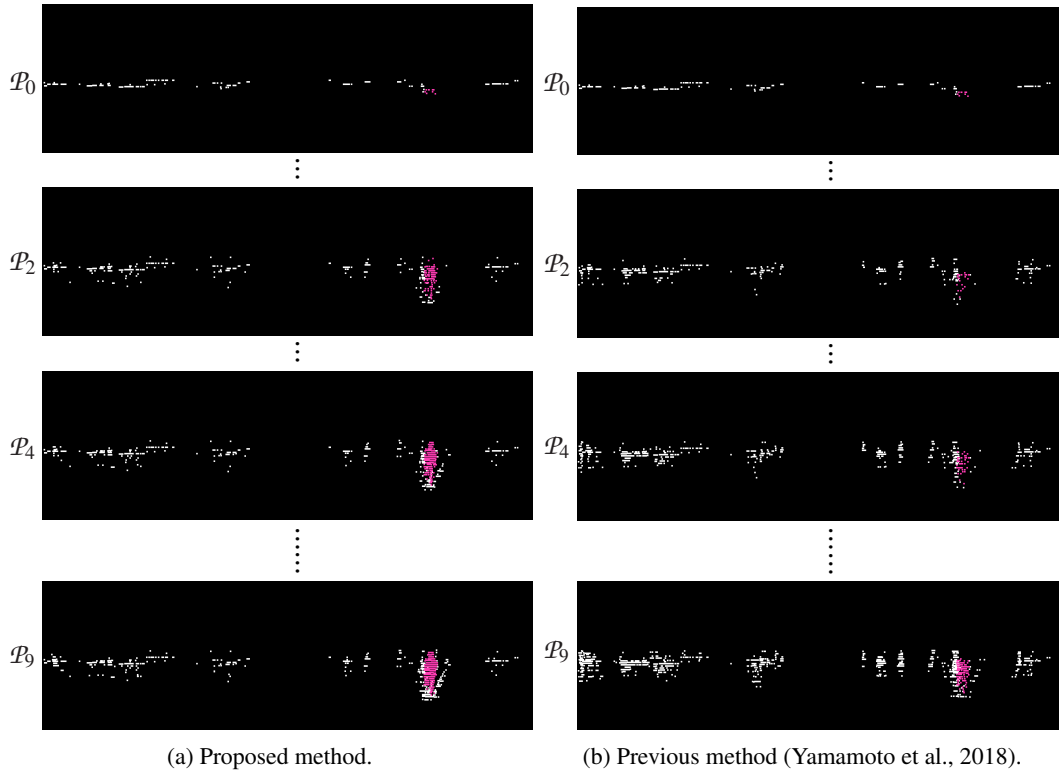 𝒫0
𝒫0
𝒫2
𝒫2
𝒫4
𝒫4
𝒫9
𝒫9
(a) Proposed method.
(b) Previous method (Yamamoto et al., 2018).